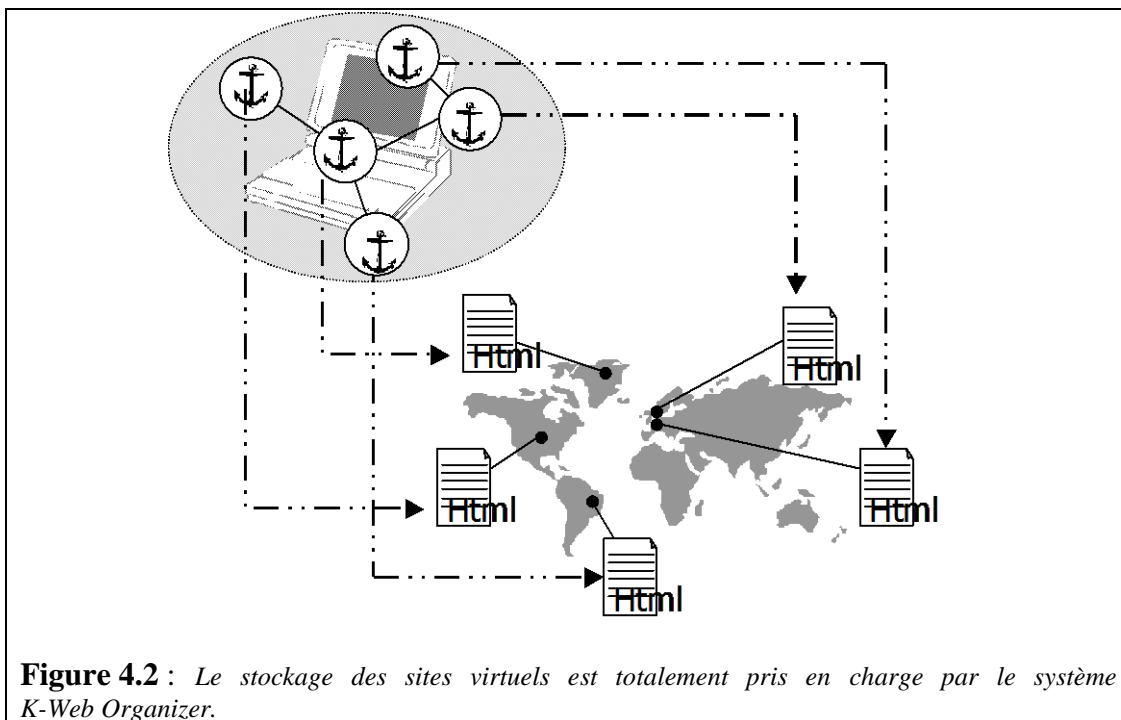 Html
Html
Html
Html
Html
Figure 4.2 : Le stockage des sites virtuels est totalement pris en charge par le système
K-Web Organizer.